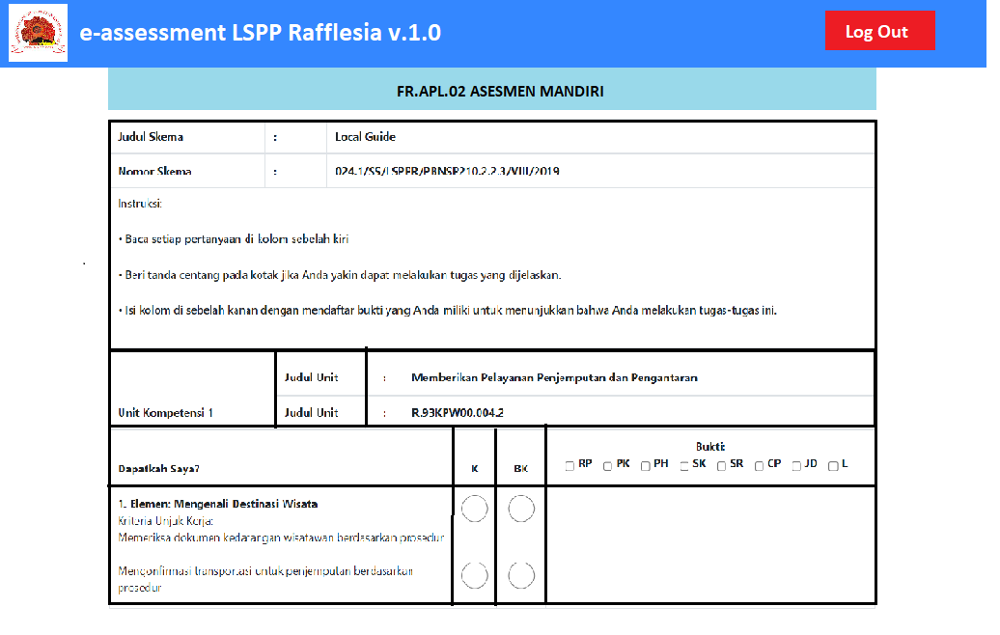 e-assessment LSPP Rafflesia v.1.0
Log Out
FR.APL.02 ASESMEN MANDIRI
Judul Skema : Local Guide
Nomor Skema : 024.1/SS/LSPPR/PBNSP210.2.2.3/VIII/2019
Instruksi:
• Baca setiap pertanyaan di kolom sebelah kiri
• Beri tanda centang pada kotak jika Anda yakin dapat melakukan tugas yang dijelaskan.
• Isi kolom di sebelah kanan dengan mendaftar bukti yang Anda miliki untuk menunjukkan bahwa Anda melakukan tugas-tugas ini.
Judul Unit : Memberikan Pelayanan Penjemputan dan Pengantaran
Unit Kompetensi 1 Judul Unit : R.93KPW00.004.2
Bukti:
Dapatkah Saya? K BK RP PK PH SK SR CP JD L
1. Elemen: Mengenali Destinasi Wisata
Kriteria Unjuk Kerja:
Memeriksa dokumen kedatangan wisatawan berdasarkan prosedur
Mengonfirmasi transportasi untuk penjemputan berdasarkan
prosedur